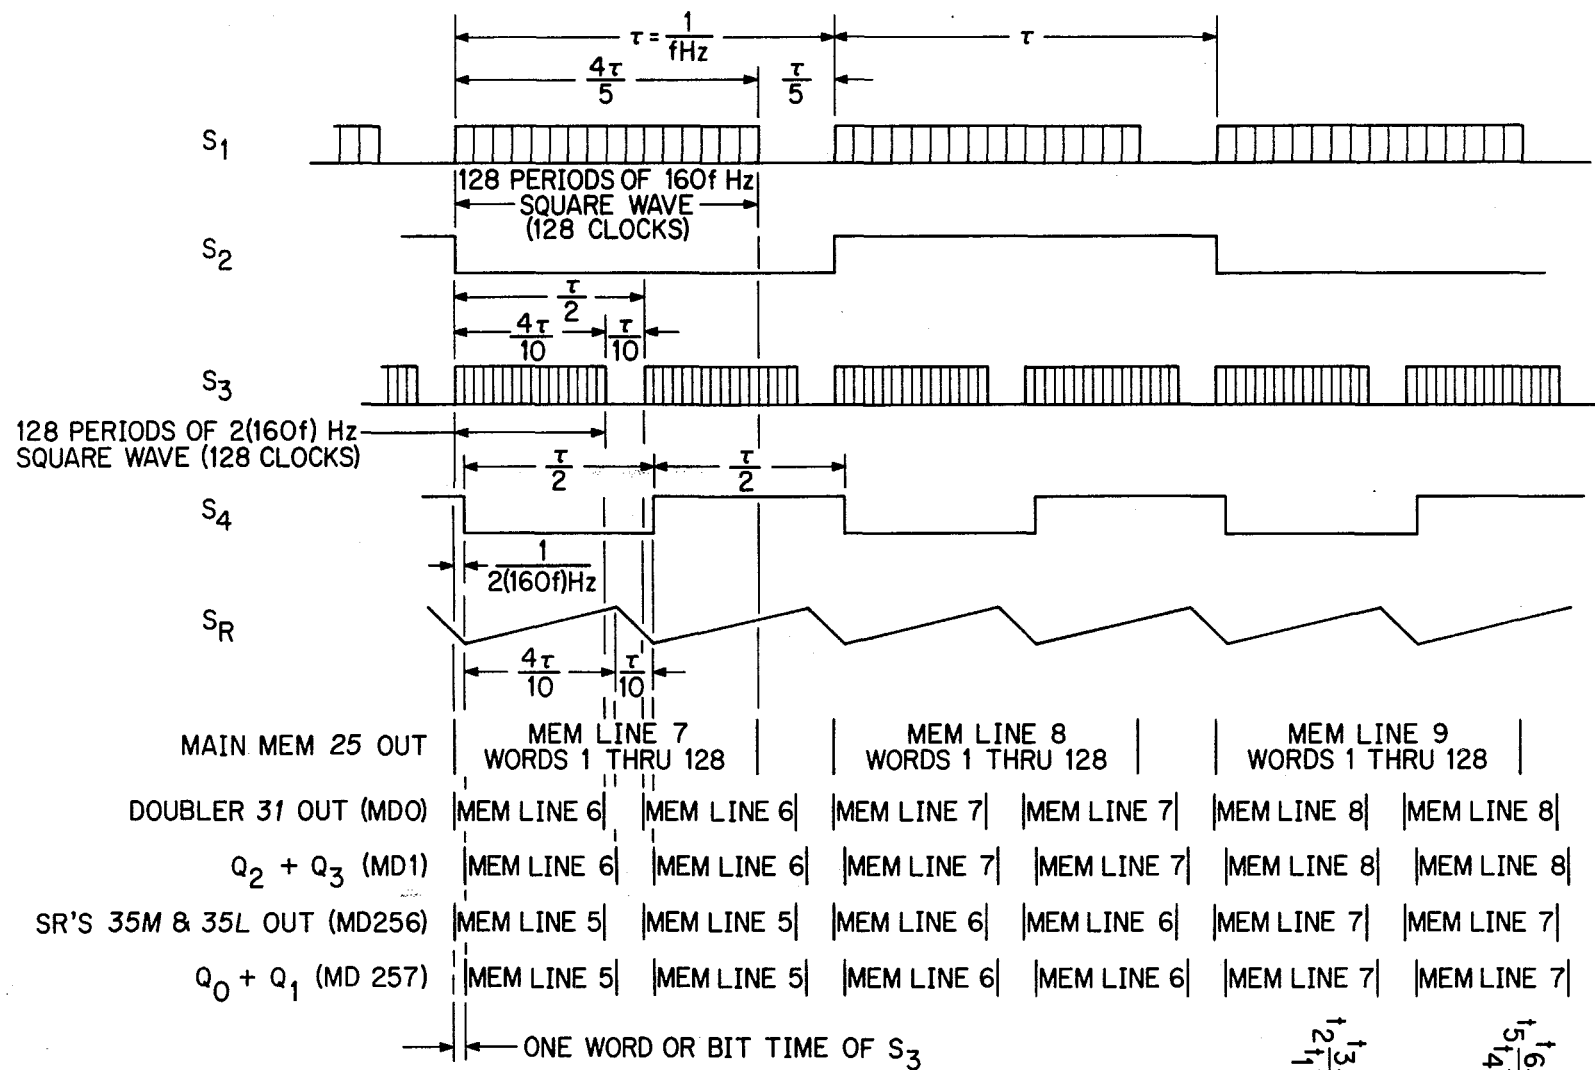 τ = 1/fHz
τ
4τ/5
τ/5
S1
128 PERIODS OF 160f Hz
SQUARE WAVE
(128 CLOCKS)
S2
τ/2
4τ/10
τ/10
S3
128 PERIODS OF 2(160f) Hz
SQUARE WAVE (128 CLOCKS)
τ/2
τ/2
S4
1/2(160f)Hz
SR
4τ/10
τ/10
MAIN MEM 25 OUT
MEM LINE 7
WORDS 1 THRU 128
MEM LINE 8
WORDS 1 THRU 128
MEM LINE 9
WORDS 1 THRU 128
DOUBLER 31 OUT (MD0) MEM LINE 6 MEM LINE 6 MEM LINE 7 MEM LINE 7 MEM LINE 8 MEM LINE 8
Q2 + Q3 (MD1) MEM LINE 6 MEM LINE 6 MEM LINE 7 MEM LINE 7 MEM LINE 8 MEM LINE 8
SR'S 35M & 35L OUT (MD256) MEM LINE 5 MEM LINE 5 MEM LINE 6 MEM LINE 6 MEM LINE 7 MEM LINE 7
Q0 + Q1 (MD 257) MEM LINE 5 MEM LINE 5 MEM LINE 6 MEM LINE 6 MEM LINE 7 MEM LINE 7
ONE WORD OR BIT TIME OF S3
t3
t2
t1
t6
t5
t4